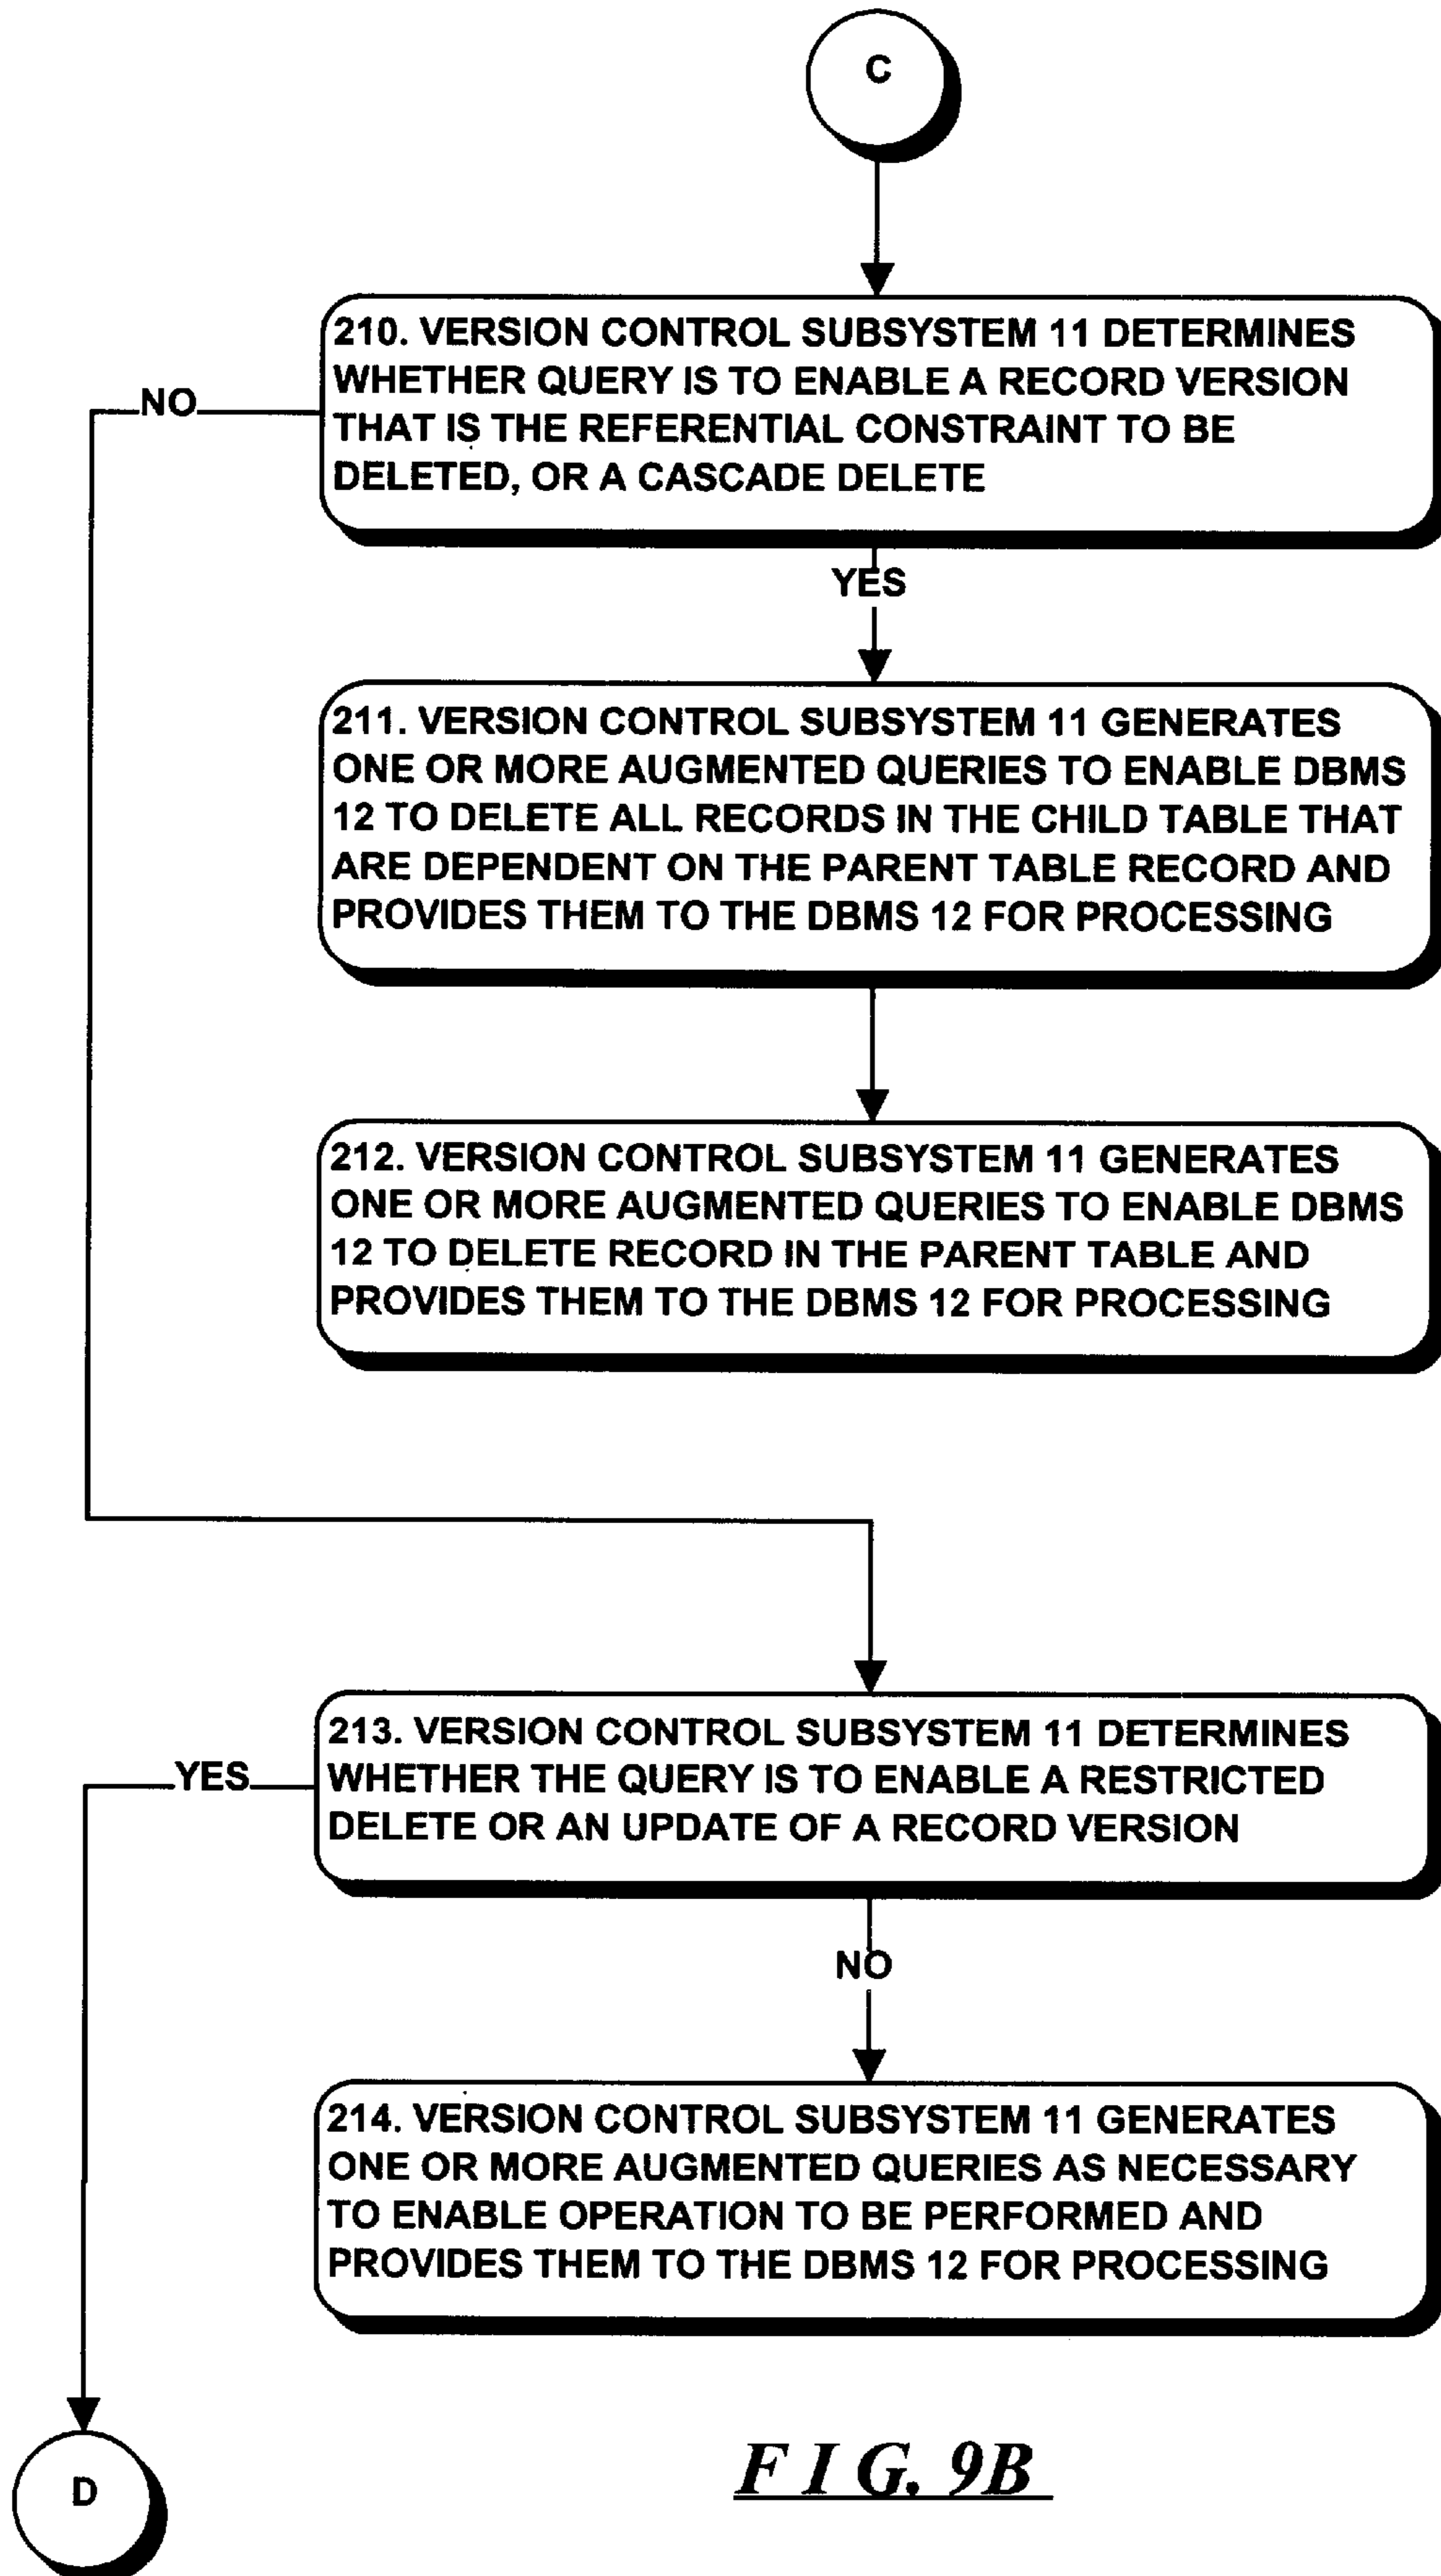 C
210. VERSION CONTROL SUBSYSTEM 11 DETERMINES
WHETHER QUERY IS TO ENABLE A RECORD VERSION
THAT IS THE REFERENTIAL CONSTRAINT TO BE
DELETED, OR A CASCADE DELETE
NO
YES
211. VERSION CONTROL SUBSYSTEM 11 GENERATES
ONE OR MORE AUGMENTED QUERIES TO ENABLE DBMS
12 TO DELETE ALL RECORDS IN THE CHILD TABLE THAT
ARE DEPENDENT ON THE PARENT TABLE RECORD AND
PROVIDES THEM TO THE DBMS 12 FOR PROCESSING
212. VERSION CONTROL SUBSYSTEM 11 GENERATES
ONE OR MORE AUGMENTED QUERIES TO ENABLE DBMS
12 TO DELETE RECORD IN THE PARENT TABLE AND
PROVIDES THEM TO THE DBMS 12 FOR PROCESSING
213. VERSION CONTROL SUBSYSTEM 11 DETERMINES
WHETHER THE QUERY IS TO ENABLE A RESTRICTED
DELETE OR AN UPDATE OF A RECORD VERSION
YES
NO
214. VERSION CONTROL SUBSYSTEM 11 GENERATES
ONE OR MORE AUGMENTED QUERIES AS NECESSARY
TO ENABLE OPERATION TO BE PERFORMED AND
PROVIDES THEM TO THE DBMS 12 FOR PROCESSING
D
F I G. 9B